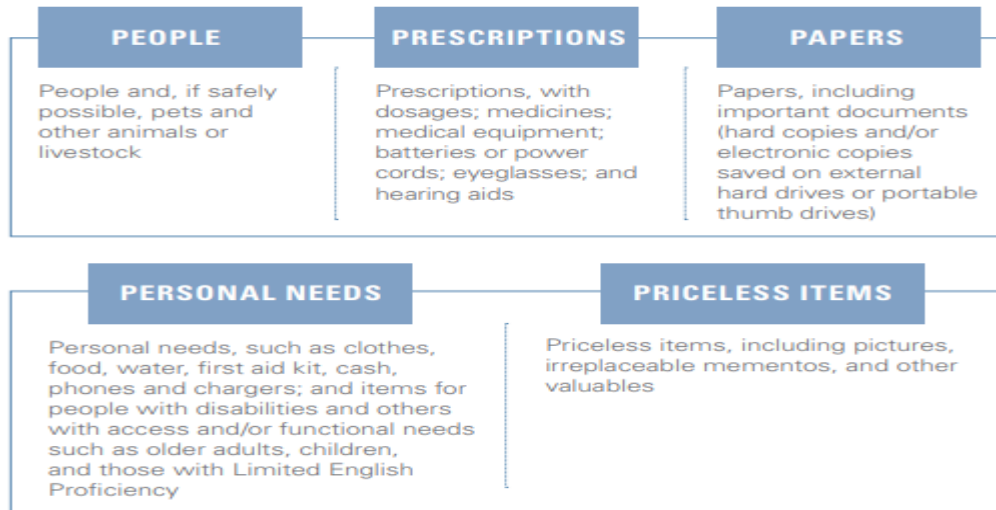 PEOPLE
People and, if safely
possible, pets and
other animals or
livestock
PRESCRIPTIONS
Prescriptions, with
dosages; medicines;
medical equipment;
batteries or power
cords; eyeglasses; and
hearing aids
PAPERS
Papers, including
important documents
(hard copies and/or
electronic copies
saved on external
hard drives or portable
thumb drives)
PERSONAL NEEDS
Personal needs, such as clothes,
food, water, first aid kit, cash,
phones and chargers; and items for
people with disabilities and others
with access and/or functional needs
such as older adults, children,
and those with Limited English
Proficiency
PRICELESS ITEMS
Priceless items, including pictures,
irreplaceable mementos, and other
valuables